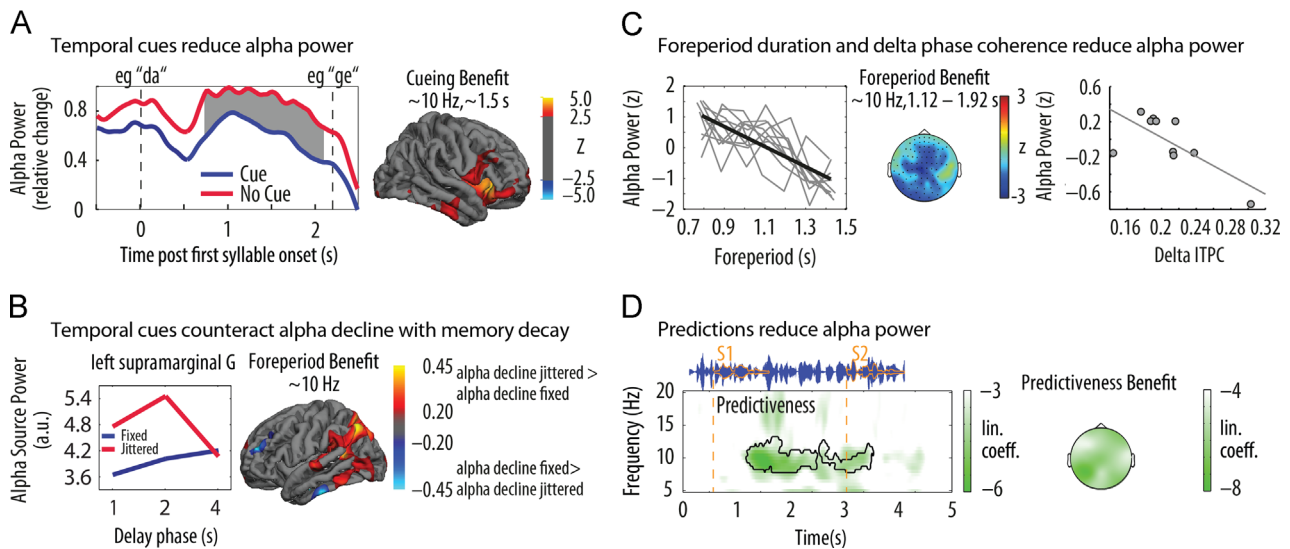 A
Temporal cues reduce alpha power
eg “da“
eg “ge“
Alpha Power
(relative change)
0.8
0.4
0
Cue
No Cue
0
1
2
Time post first syllable onset (s)
Cueing Benefit
~10 Hz,~1.5 s
5.0
2.5
Z
−2.5
−5.0
B
Temporal cues counteract alpha decline with memory decay
left supramarginal G
Alpha Source Power
(a.u.)
5.4
4.8
4.2
3.6
Fixed
Jittered
1
2
4
Delay phase (s)
Foreperiod Benefit
~10 Hz
0.45
0.20
−0.20
−0.45
alpha decline jittered >
alpha decline fixed
alpha decline fixed>
alpha decline jittered
C
Foreperiod duration and delta phase coherence reduce alpha power
Alpha Power (z)
2
1
0
−1
−2
0.7
0.9
1.1
1.3
1.5
Foreperiod (s)
Foreperiod Benefit
~10 Hz,1.12 – 1.92 s
3
Z
-3
Alpha Power (z)
0.6
0.2
−0.2
−0.6
0.16
0.2
0.24
0.28
0.32
Delta ITPC
D
Predictions reduce alpha power
S1
S2
Predictiveness
Frequency (Hz)
20
15
10
5
0
1
2
3
4
5
Time(s)
−3
lin.
coeff.
−6
Predictiveness Benefit
−4
lin.
coeff.
−8